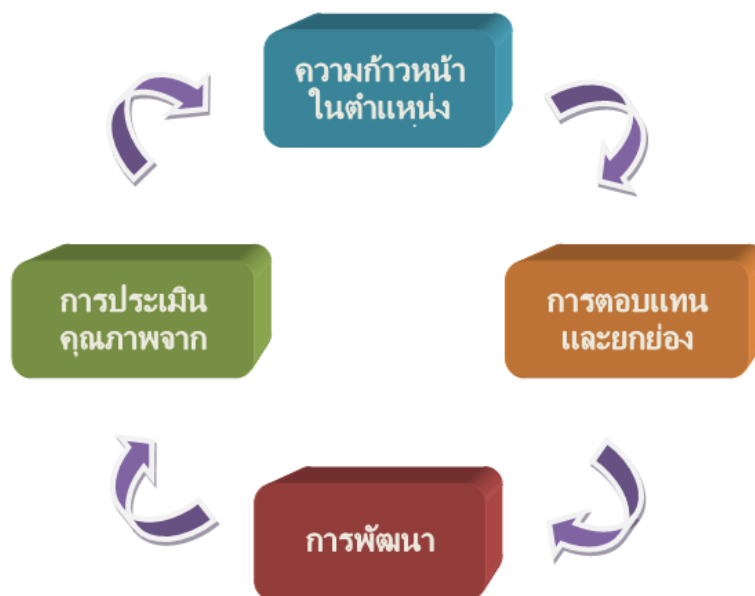 ความก้าวหน้า
ในตำแหน่ง
การประเมิน
คุณภาพจาก
การตอบแทน
และยกย่อง
การพัฒนา